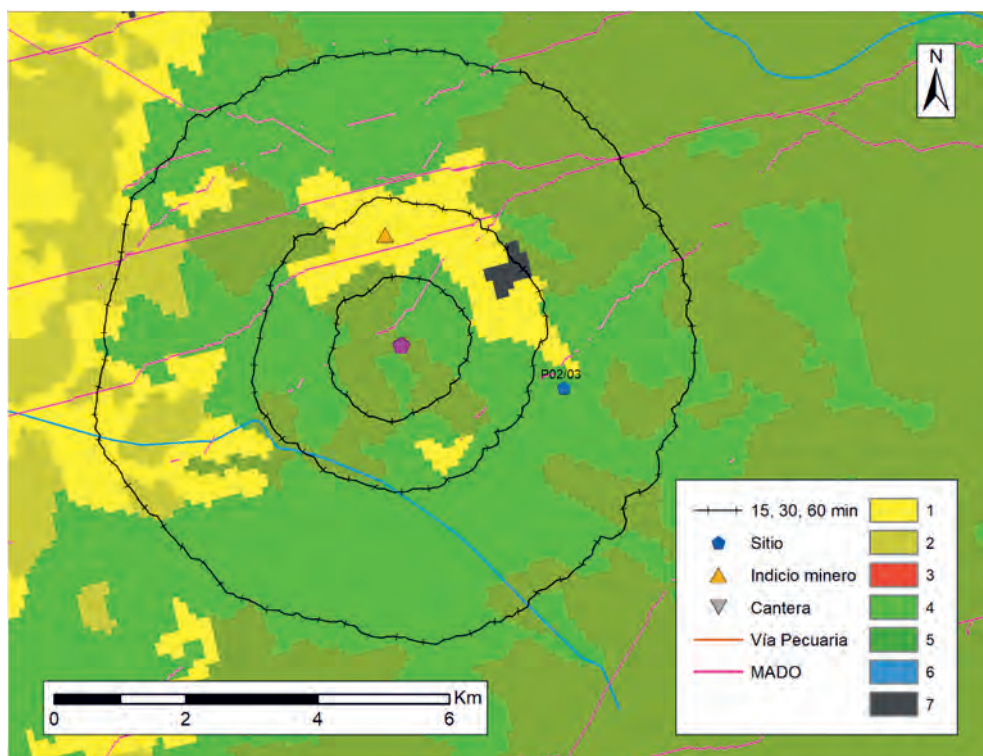 N
P02/03
15, 30, 60 min
Sitio
Indicio minero
Cantera
Vía Pecuaria
MADO
1
2
3
4
5
6
7
Km
0 2 4 6